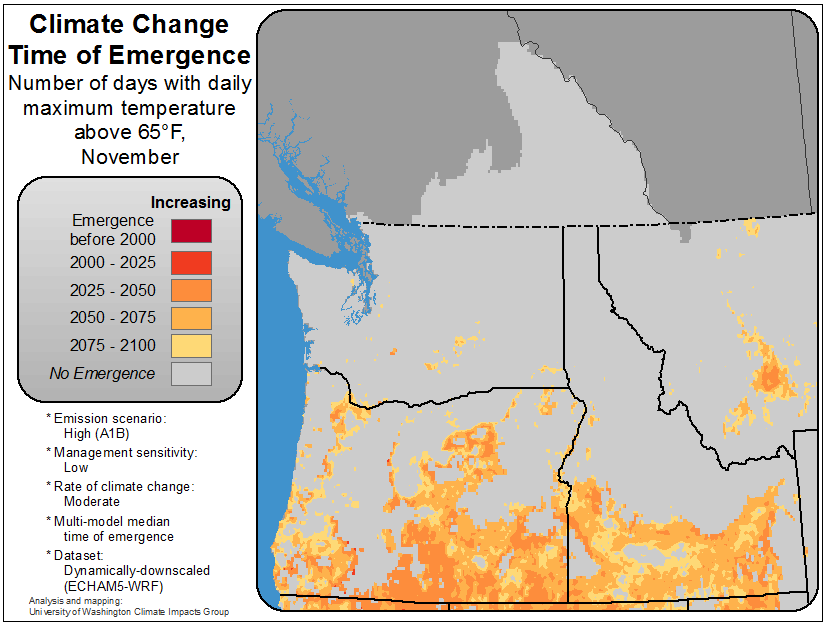 Climate Change
Time of Emergence
Number of days with daily
maximum temperature
above 65°F,
November
Increasing
Emergence
before 2000
2000 - 2025
2025 - 2050
2050 - 2075
2075 - 2100
No Emergence
* Emission scenario:
High (A1B)
* Management sensitivity:
Low
* Rate of climate change:
Moderate
* Multi-model median
time of emergence
* Dataset:
Dynamically-downscaled
(ECHAM5-WRF)
Analysis and mapping:
University of Washington Climate Impacts Group